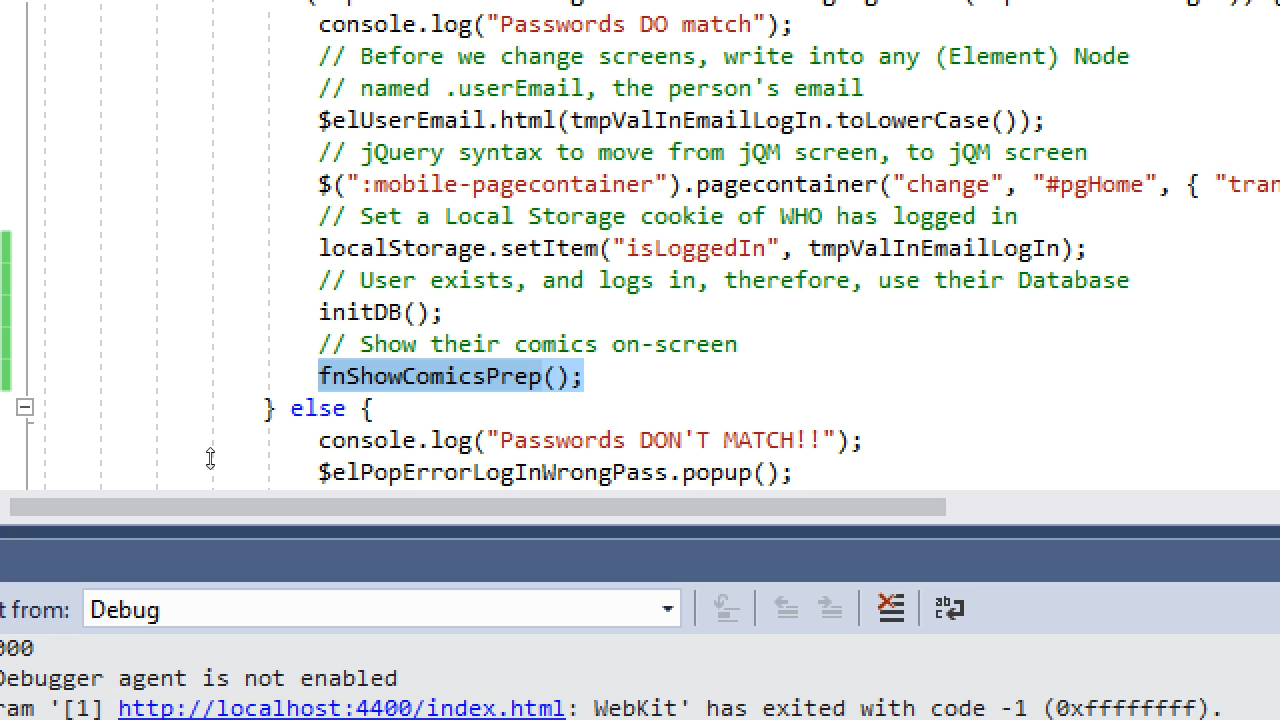 console.log("Passwords DO match");
// Before we change screens, write into any (Element) Node
// named .userEmail, the person's email
$elUserEmail.html(tmpValInEmailLogIn.toLowerCase());
// jQuery syntax to move from jQM screen, to jQM screen
$(":mobile-pagecontainer").pagecontainer("change", "#pgHome", { "tran
// Set a Local Storage cookie of WHO has logged in
localStorage.setItem("isLoggedIn", tmpValInEmailLogIn);
// User exists, and logs in, therefore, use their Database
initDB();
// Show their comics on-screen
fnShowComicsPrep();
} else {
console.log("Passwords DON'T MATCH!!");
$elPopErrorLogInWrongPass.popup();
t from: Debug
000
Debugger agent is not enabled
ram '[1] http://localhost:4400/index.html: WebKit' has exited with code -1 (0xffffffff).